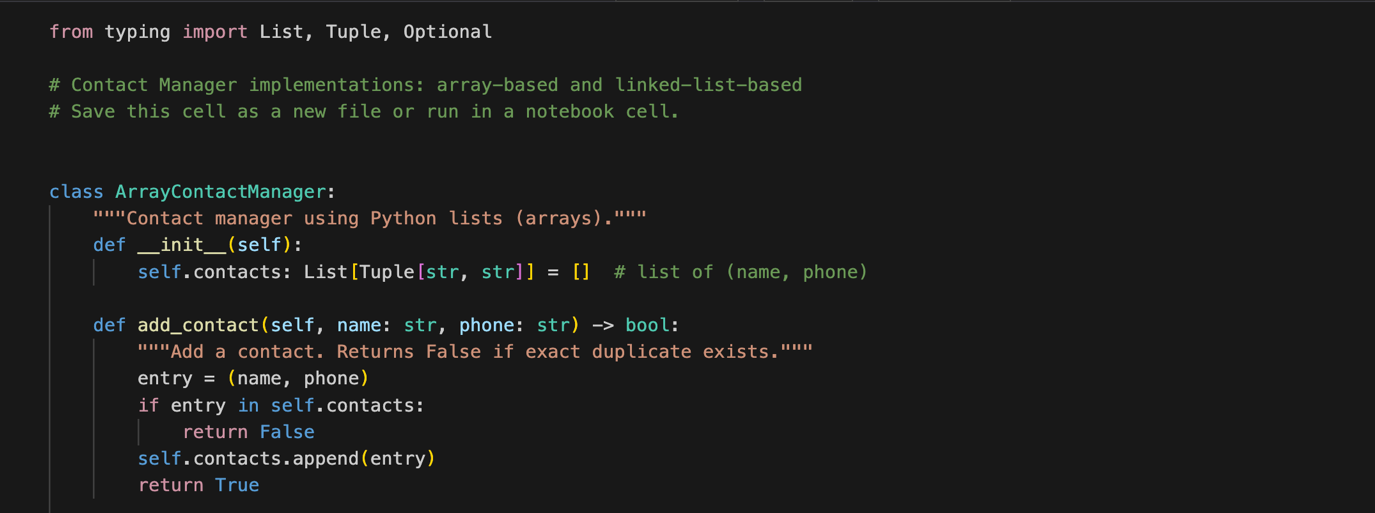 from typing import List, Tuple, Optional
# Contact Manager implementations: array-based and linked-list-based
# Save this cell as a new file or run in a notebook cell.
class ArrayContactManager:
    """Contact manager using Python lists (arrays)."""
    def __init__(self):
        self.contacts: List[Tuple[str, str]] = []  # list of (name, phone)
    def add_contact(self, name: str, phone: str) -> bool:
        """Add a contact. Returns False if exact duplicate exists."""
        entry = (name, phone)
        if entry in self.contacts:
            return False
        self.contacts.append(entry)
        return True